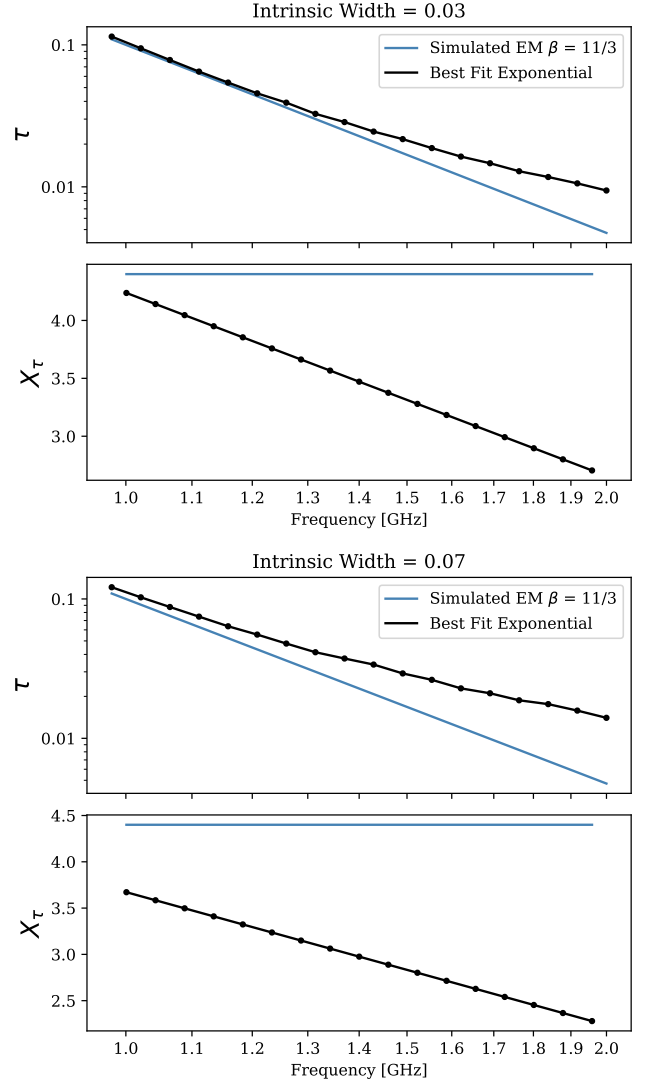 Intrinsic Width = 0.03
Simulated EM β = 11/3
Best Fit Exponential
0.1
τ
0.01
4.0
X_τ
3.5
3.0
1.0 1.1 1.2 1.3 1.4 1.5 1.6 1.7 1.8 1.9 2.0
Frequency [GHz]
Intrinsic Width = 0.07
Simulated EM β = 11/3
Best Fit Exponential
0.1
τ
0.01
4.5
4.0
3.5
X_τ
3.0
2.5
1.0 1.1 1.2 1.3 1.4 1.5 1.6 1.7 1.8 1.9 2.0
Frequency [GHz]